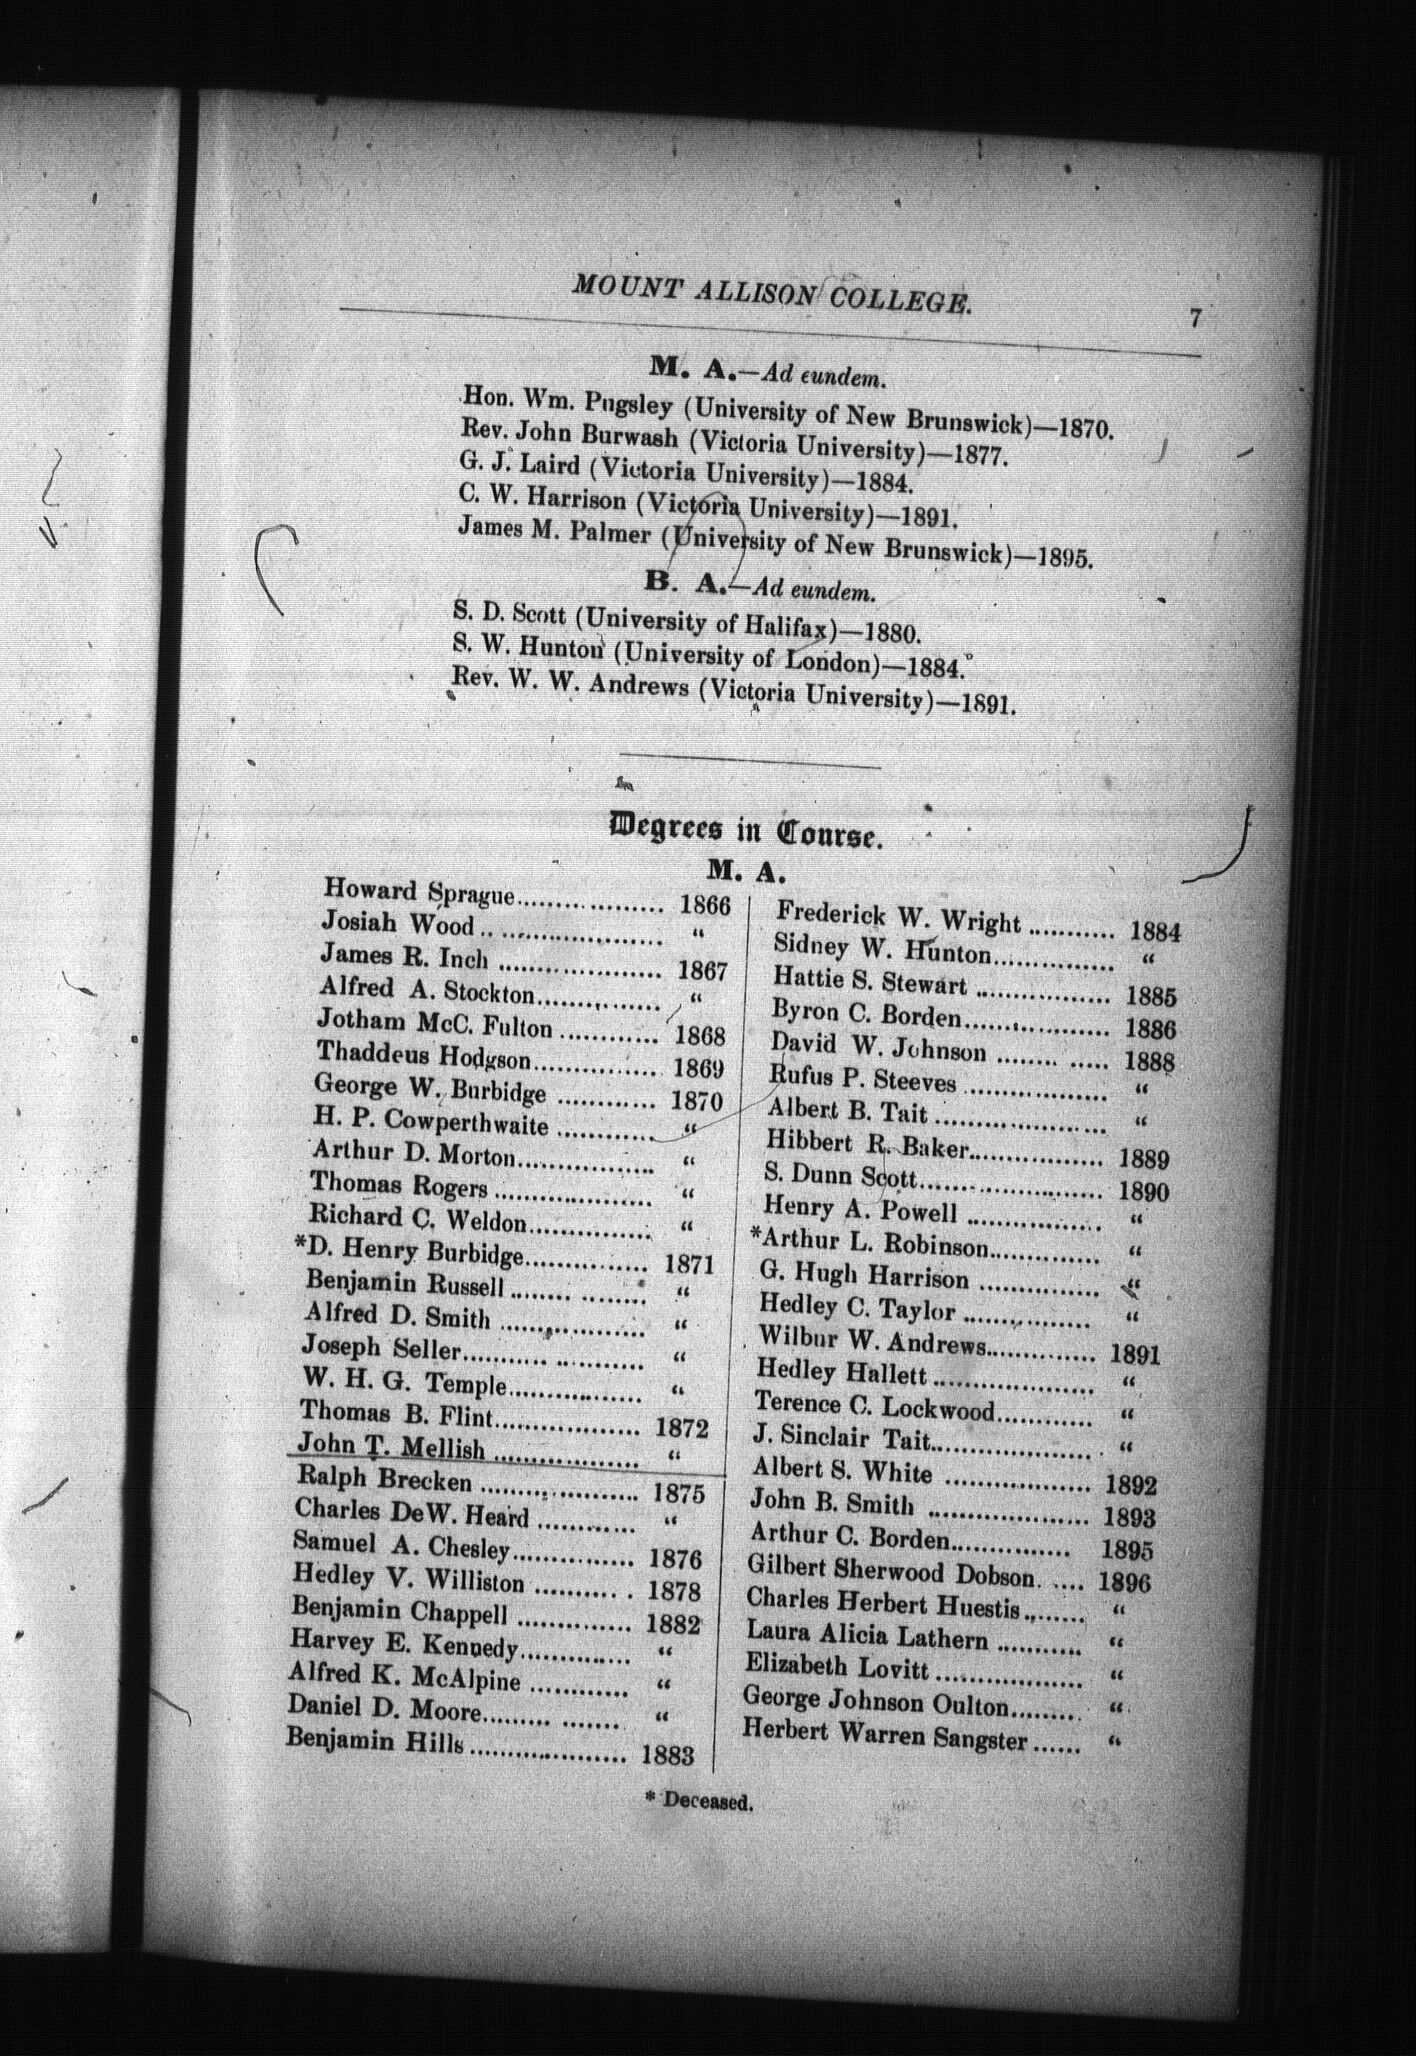 MOUNT ALLISON COLLEGE.
7
M. A.—Ad eundem.
Hon. Wm. Pugsley (University of New Brunswick)—1870.
Rev. John Burwash (Victoria University)—1877.
G. J. Laird (Victoria University)—1884.
C. W. Harrison (Victoria University)—1891.
James M. Palmer (University of New Brunswick)—1895.
B. A.—Ad eundem.
S. D. Scott (University of Halifax)—1880.
S. W. Hunton (University of London)—1884.
Rev. W. W. Andrews (Victoria University)—1891.
Degrees in Course.
M. A.
Howard Sprague.................. 1866
Josiah Wood .. .................... “
James R. Inch ..................... 1867
Alfred A. Stockton................ “
Jotham McC. Fulton ............ 1868
Thaddeus Hodgson............... 1869
George W. Burbidge ............ 1870
H. P. Cowperthwaite ............ “
Arthur D. Morton................. “
Thomas Rogers .................... “
Richard C. Weldon............... “
*D. Henry Burbidge............... 1871
Benjamin Russell ........ ........ “
Alfred D. Smith ................... “
Joseph Seller........... .. ......... “
W. H. G. Temple................. “
Thomas B. Flint................... 1872
John T. Mellish ................... “
Ralph Brecken .................... 1875
Charles DeW. Heard ............ “
Samuel A. Chesley............... 1876
Hedley V. Williston .......... . . 1878
Benjamin Chappell .............. 1882
Harvey E. Kennedy.............. “
Alfred K. McAlpine ............. “
Daniel D. Moore......... ....... “
Benjamin Hills .................... 1883
Frederick W. Wright ........... 1884
Sidney W. Hunton............... “
Hattie S. Stewart ................. 1885
Byron C. Borden.................. 1886
David W. Johnson ........ ..... 1888
Rufus P. Steeves .................. “
Albert B. Tait ................. ... “
Hibbert R. Baker................. 1889
S. Dunn Scott...................... 1890
Henry A. Powell ................. “
*Arthur L. Robinson.............. “
G. Hugh Harrison ............... “
Hedley C. Taylor ................ “
Wilbur W. Andrews.............. 1891
Hedley Hallett .................... “
Terence C. Lockwood............ “
J. Sinclair Tait.................... “
Albert S. White .................. 1892
John B. Smith .................... 1893
Arthur C. Borden............... 1895
Gilbert Sherwood Dobson. .... 1896
Charles Herbert Huestis......... “
Laura Alicia Lathern ........... “
Elizabeth Lovitt .................. “
George Johnson Oulton......... “
Herbert Warren Sangster ...... “
* Deceased.